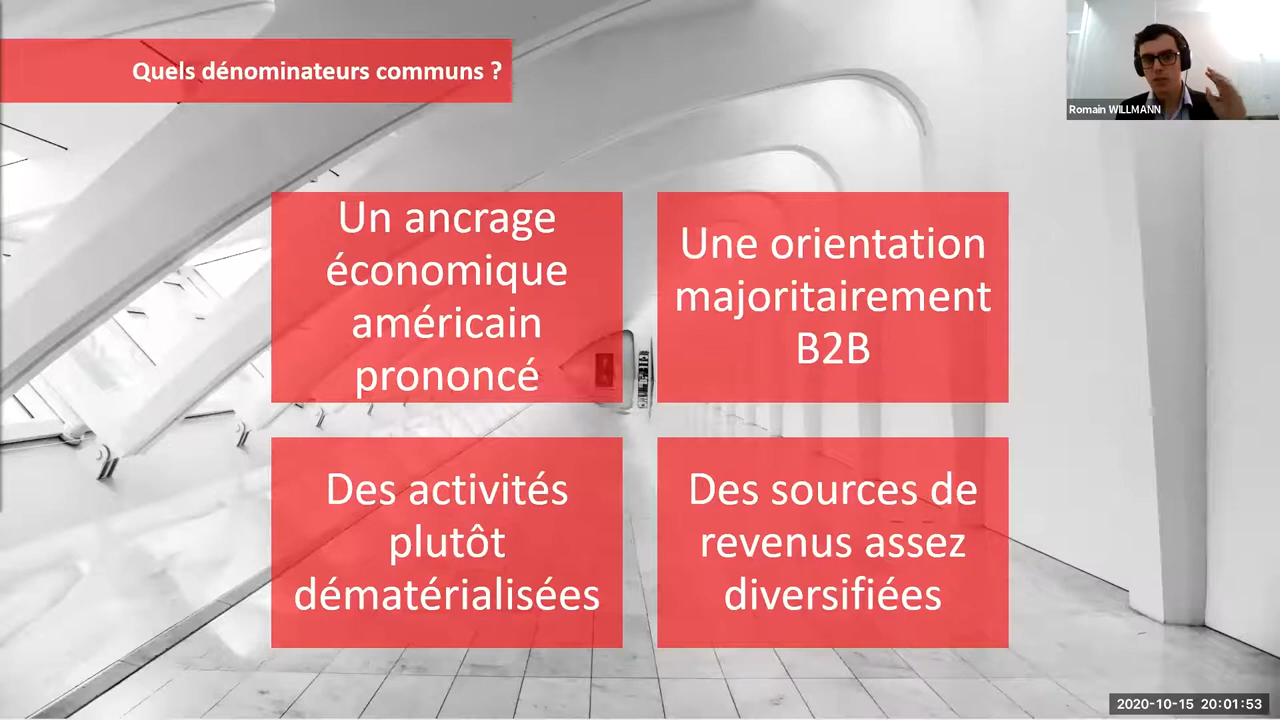 Quels dénominateurs communs ?
Romain WILLMANN
Un ancrage
économique
américain
prononcé
Une orientation
majoritairement
B2B
Des activités
plutôt
dématérialisées
Des sources de
revenus assez
diversifiées
2020-10-15 20:01:53